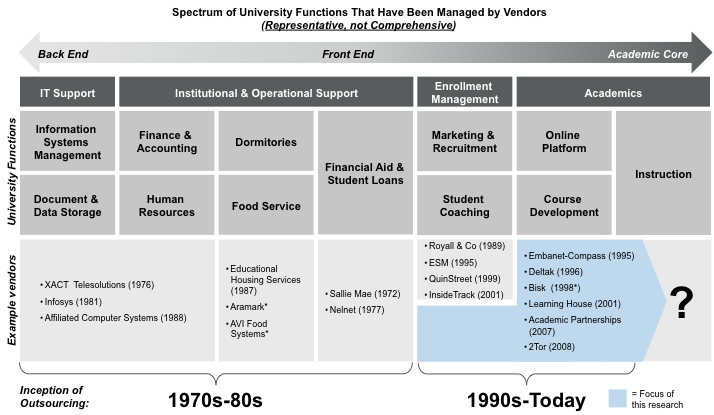 Spectrum of University Functions That Have Been Managed by Vendors
(Representative, not Comprehensive)
Back End
Front End
Academic Core
IT Support
Institutional & Operational Support
Enrollment
Management
Academics
University Functions
Information
Systems
Management
Finance &
Accounting
Dormitories
Financial Aid &
Student Loans
Marketing &
Recruitment
Online
Platform
Instruction
Document &
Data Storage
Human
Resources
Food Service
Student
Coaching
Course
Development
Example vendors
• XACT Telesolutions (1976)
• Infosys (1981)
• Affiliated Computer Systems (1988)
• Educational
Housing Services
(1987)
• Aramark*
• AVI Food
Systems*
• Sallie Mae (1972)
• Nelnet (1977)
• Royall & Co (1989)
• ESM (1995)
• QuinStreet (1999)
• InsideTrack (2001)
• Embanet-Compass (1995)
• Deltak (1996)
• Bisk (1998*)
• Learning House (2001)
• Academic Partnerships
(2007)
• 2Tor (2008)
?
Inception of
Outsourcing:
1970s-80s
1990s-Today
= Focus of
this research